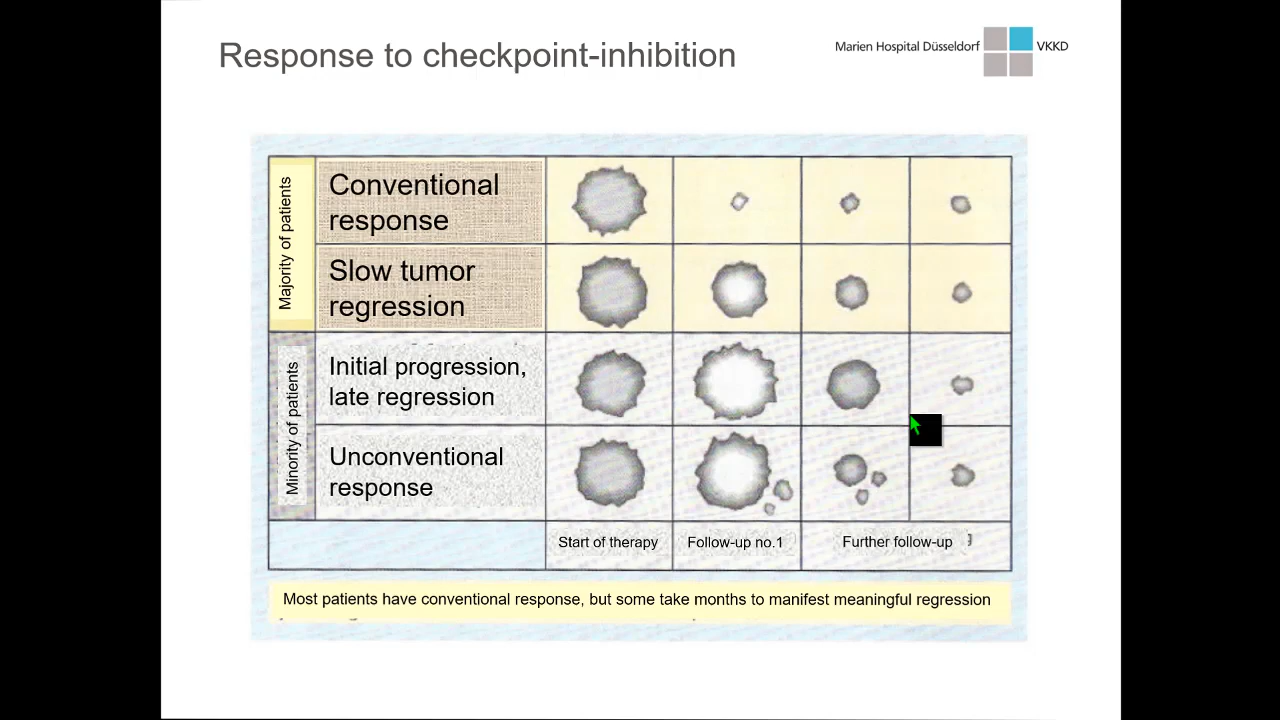 Response to checkpoint-inhibition
Marien Hospital Düsseldorf
VKKD
Majority of patients
Conventional
response
Slow tumor
regression
Minority of patients
Initial progression,
late regression
Unconventional
response
Start of therapy
Follow-up no.1
Further follow-up
Most patients have conventional response, but some take months to manifest meaningful regression